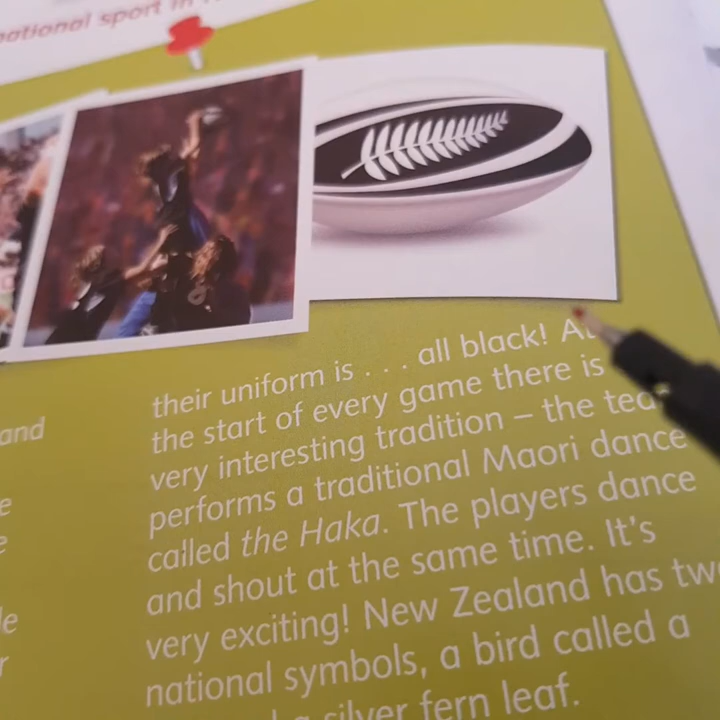 national sport in
their uniform is . . . all black! At
the start of every game there is
very interesting tradition – the
performs a traditional Maori dance
called the Haka. The players dance
and shout at the same time. It's
very exciting! New Zealand has two
national symbols, a bird called a
a silver fern leaf.
and